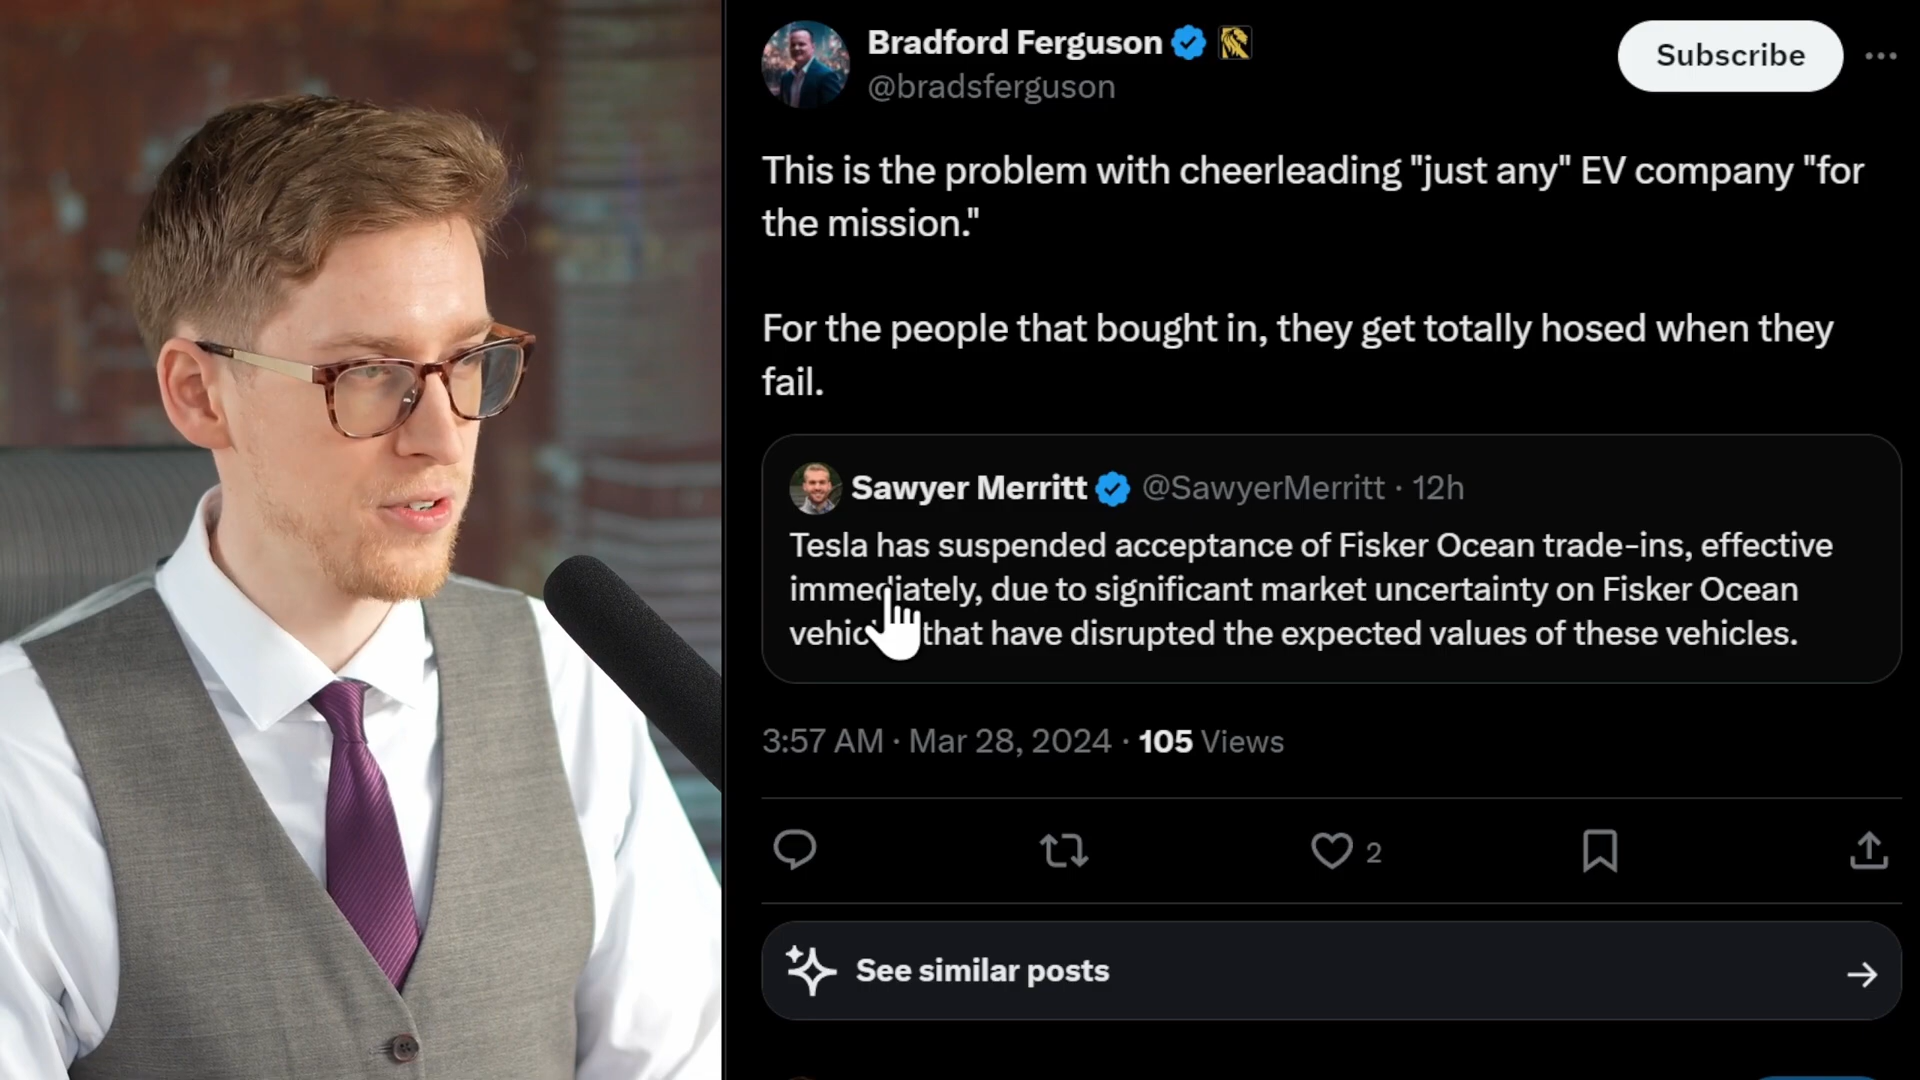 Bradford Ferguson
@bradsferguson
Subscribe
This is the problem with cheerleading "just any" EV company "for
the mission."
For the people that bought in, they get totally hosed when they
fail.
Sawyer Merritt @SawyerMerritt · 12h
Tesla has suspended acceptance of Fisker Ocean trade-ins, effective
immediately, due to significant market uncertainty on Fisker Ocean
that have disrupted the expected values of these vehicles.
3:57 AM · Mar 28, 2024 · 105 Views
2
See similar posts